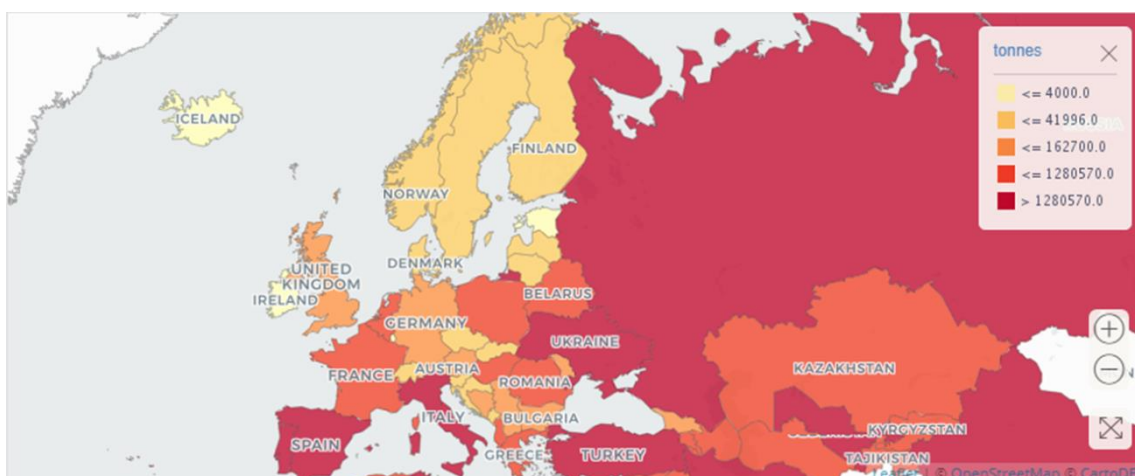 tonnes
<= 4000.0
<= 41996.0
<= 162700.0
<= 1280570.0
> 1280570.0
ICELAND
FINLAND
NORWAY
DENMARK
UNITED
KINGDOM
IRELAND
BELARUS
GERMANY
UKRAINE
FRANCE
AUSTRIA
ROMANIA
KAZAKHSTAN
ITALY
BULGARIA
SPAIN
GREECE
TURKEY
KYRGYZSTAN
TAJIKISTAN
Leaflet | © OpenStreetMap © CartoDB